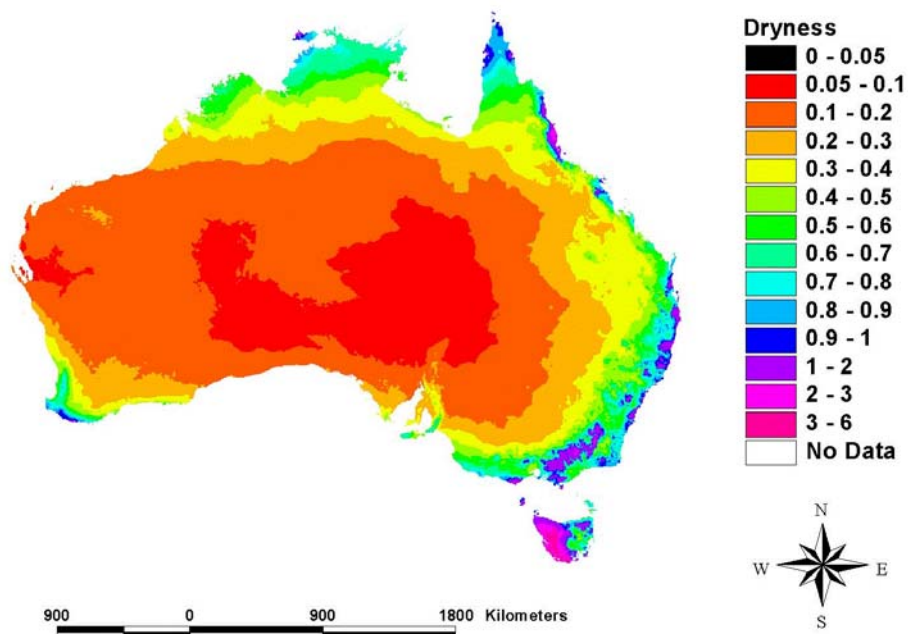 Dryness
0 - 0.05
0.05 - 0.1
0.1 - 0.2
0.2 - 0.3
0.3 - 0.4
0.4 - 0.5
0.5 - 0.6
0.6 - 0.7
0.7 - 0.8
0.8 - 0.9
0.9 - 1
1 - 2
2 - 3
3 - 6
No Data
N
W E
S
900 0 900 1800 Kilometers